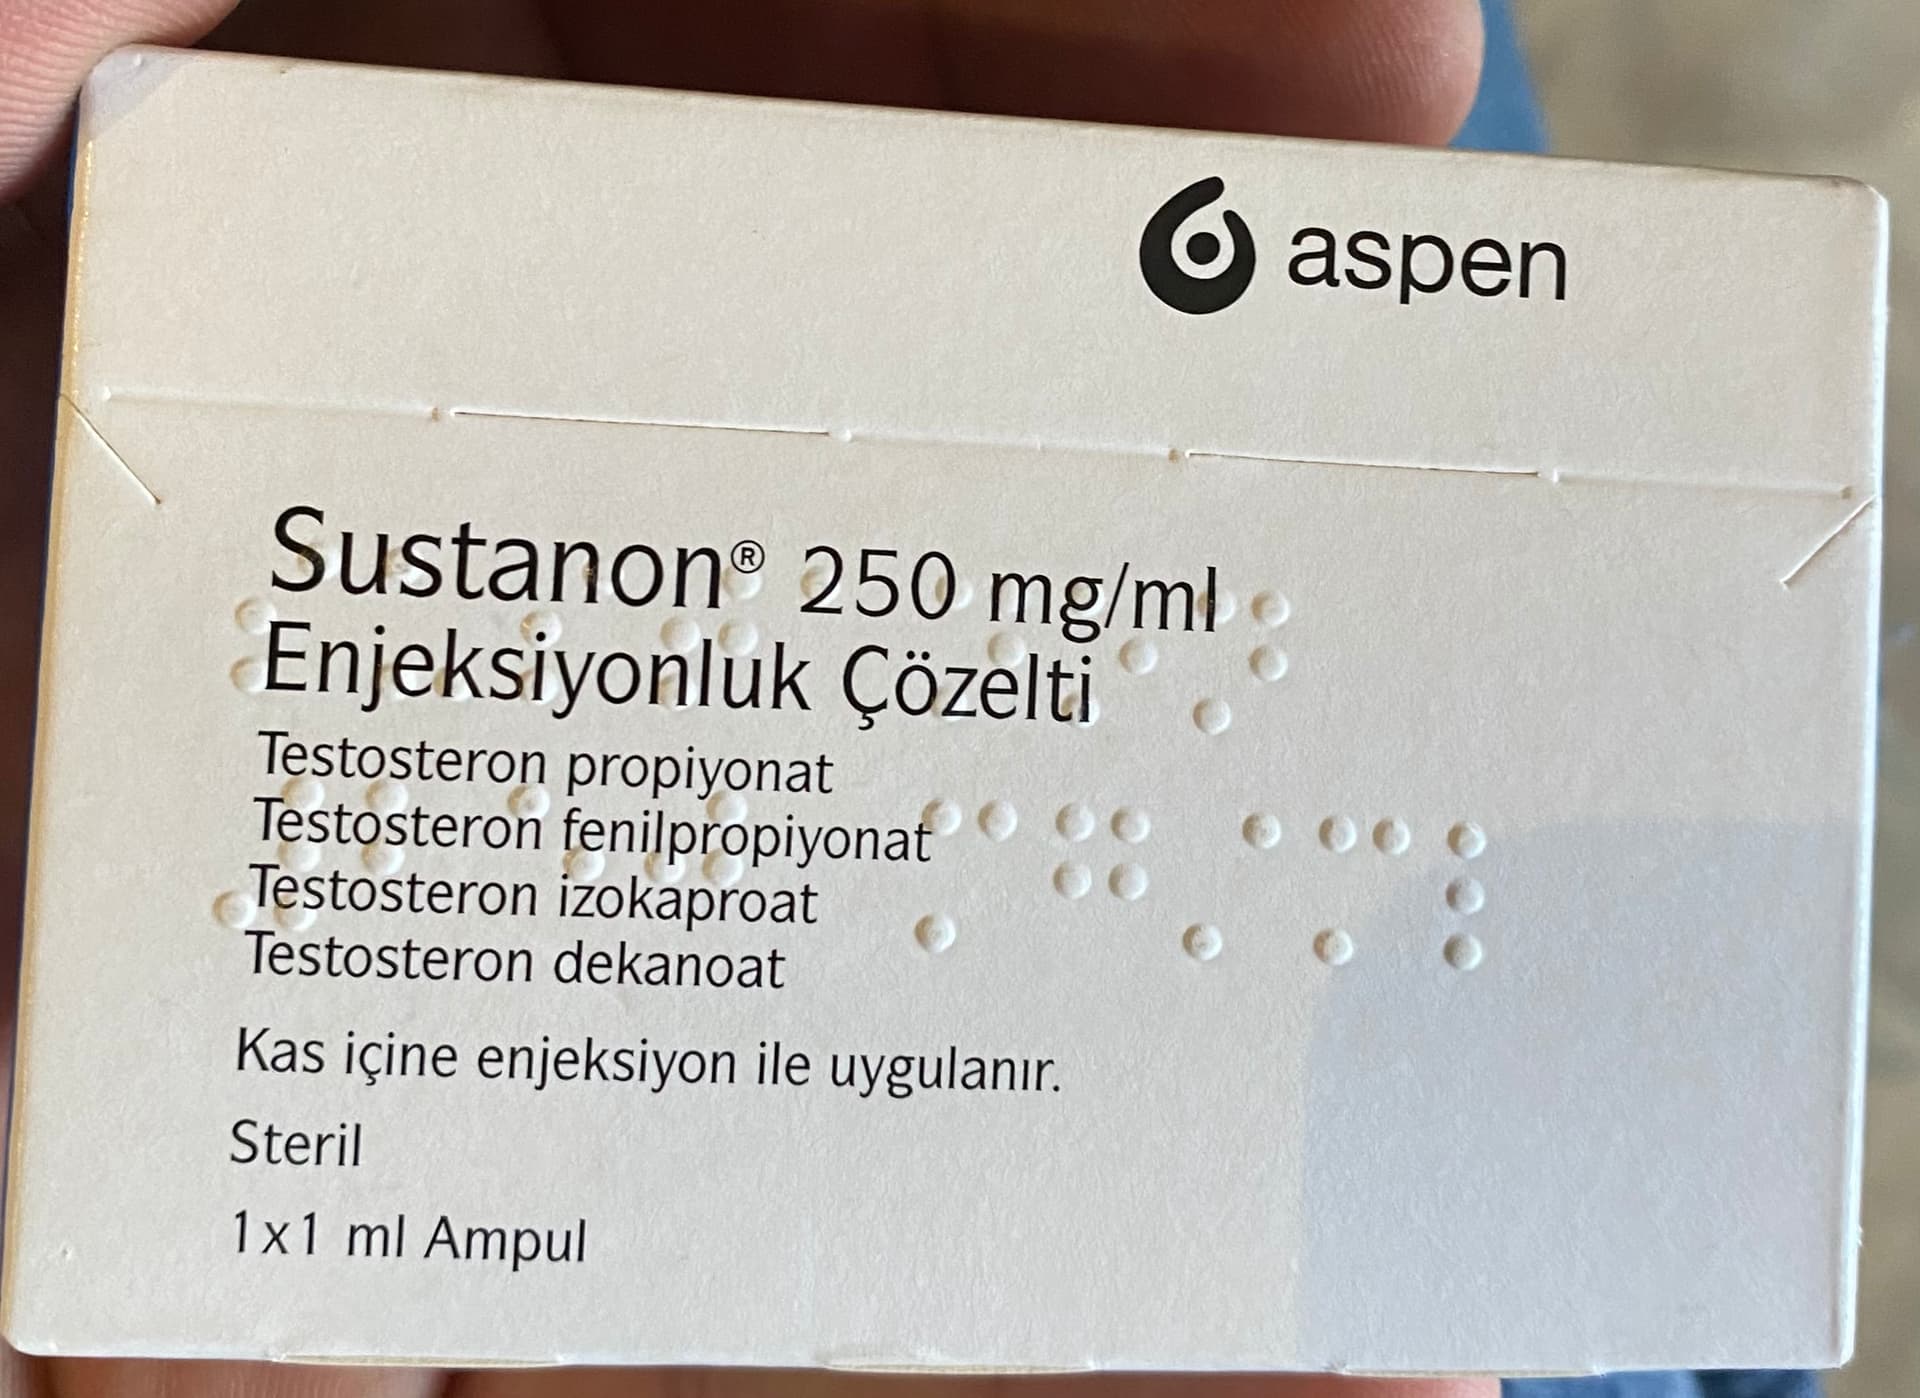 aspen
Sustanon® 250 mg/ml
Enjeksiyonluk Çözelti
Testosteron propiyonat
Testosteron fenilpropiyonat
Testosteron izokaproat
Testosteron dekanoat
Kas içine enjeksiyon ile uygulanır.
Steril
1x1 ml Ampul